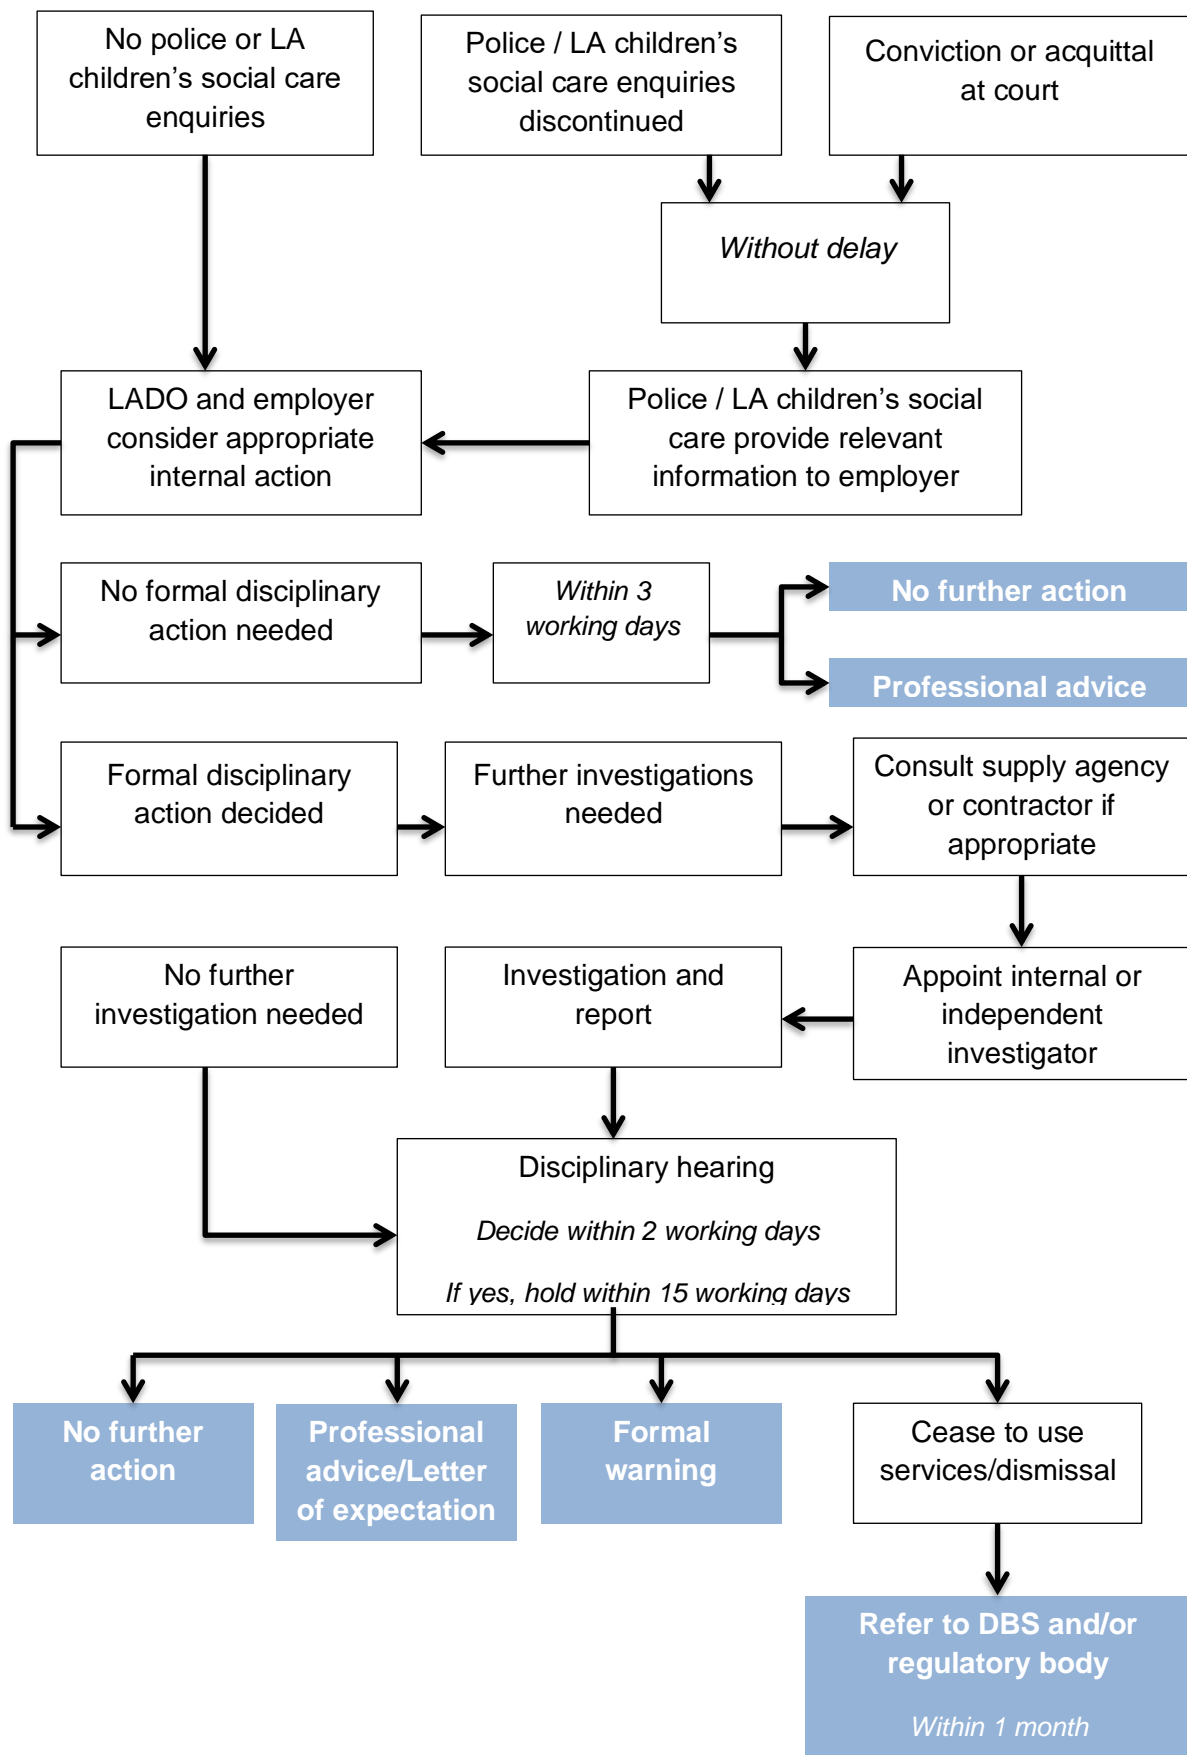 No police or LA
children’s social care
enquiries
Police / LA children’s
social care enquiries
discontinued
Conviction or acquittal
at court
Without delay
LADO and employer
consider appropriate
internal action
Police / LA children’s social
care provide relevant
information to employer
No formal disciplinary
action needed
Within 3
working days
No further action
Professional advice
Formal disciplinary
action decided
Further investigations
needed
Consult supply agency
or contractor if
appropriate
No further
investigation needed
Investigation and
report
Appoint internal or
independent
investigator
Disciplinary hearing
Decide within 2 working days
If yes, hold within 15 working days
No further
action
Professional
advice/Letter
of expectation
Formal
warning
Cease to use
services/dismissal
Refer to DBS and/or
regulatory body
Within 1 month